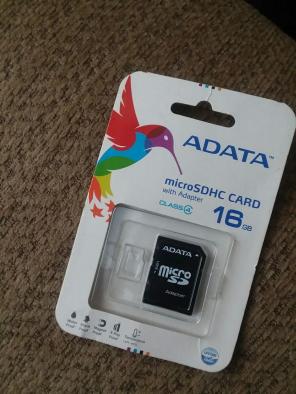 ADATA
microSDHC CARD
with Adapter
CLASS 4
16 GB
ADATA
Micro
SD
Adapter